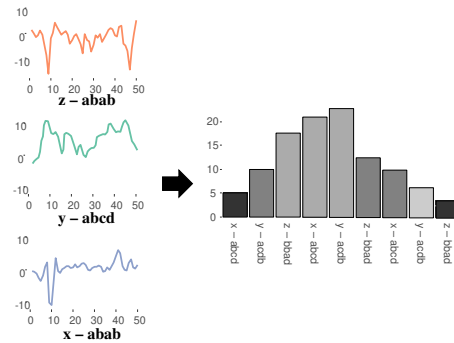 10
0
-10
0 10 20 30 40 50
z – abab
10
0
-10
0 10 20 30 40 50
y – abcd
10
0
-10
0 10 20 30 40 50
x – abab
20
15
10
5
0
x – abcd
y – acdb
z – bbad
x – abcd
y – acdb
z – bbad
x – abcd
y – acdb
z – bbad